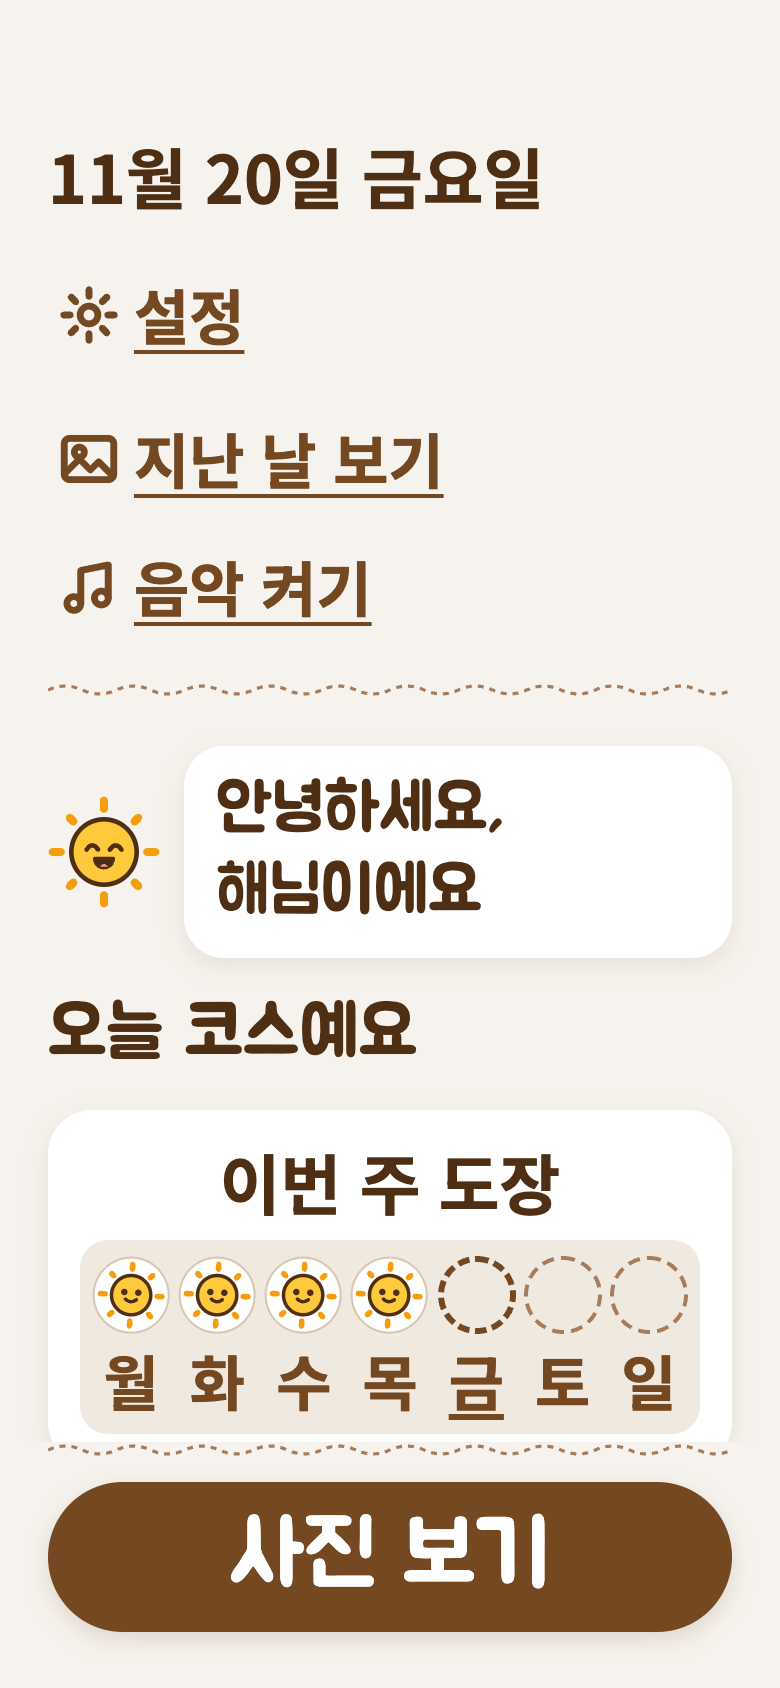 11월 20일 금요일
설정
지난 날 보기
음악 켜기
안녕하세요,
해님이에요
오늘 코스예요
이번 주 도장
월 화 수 목 금 토 일
사진 보기